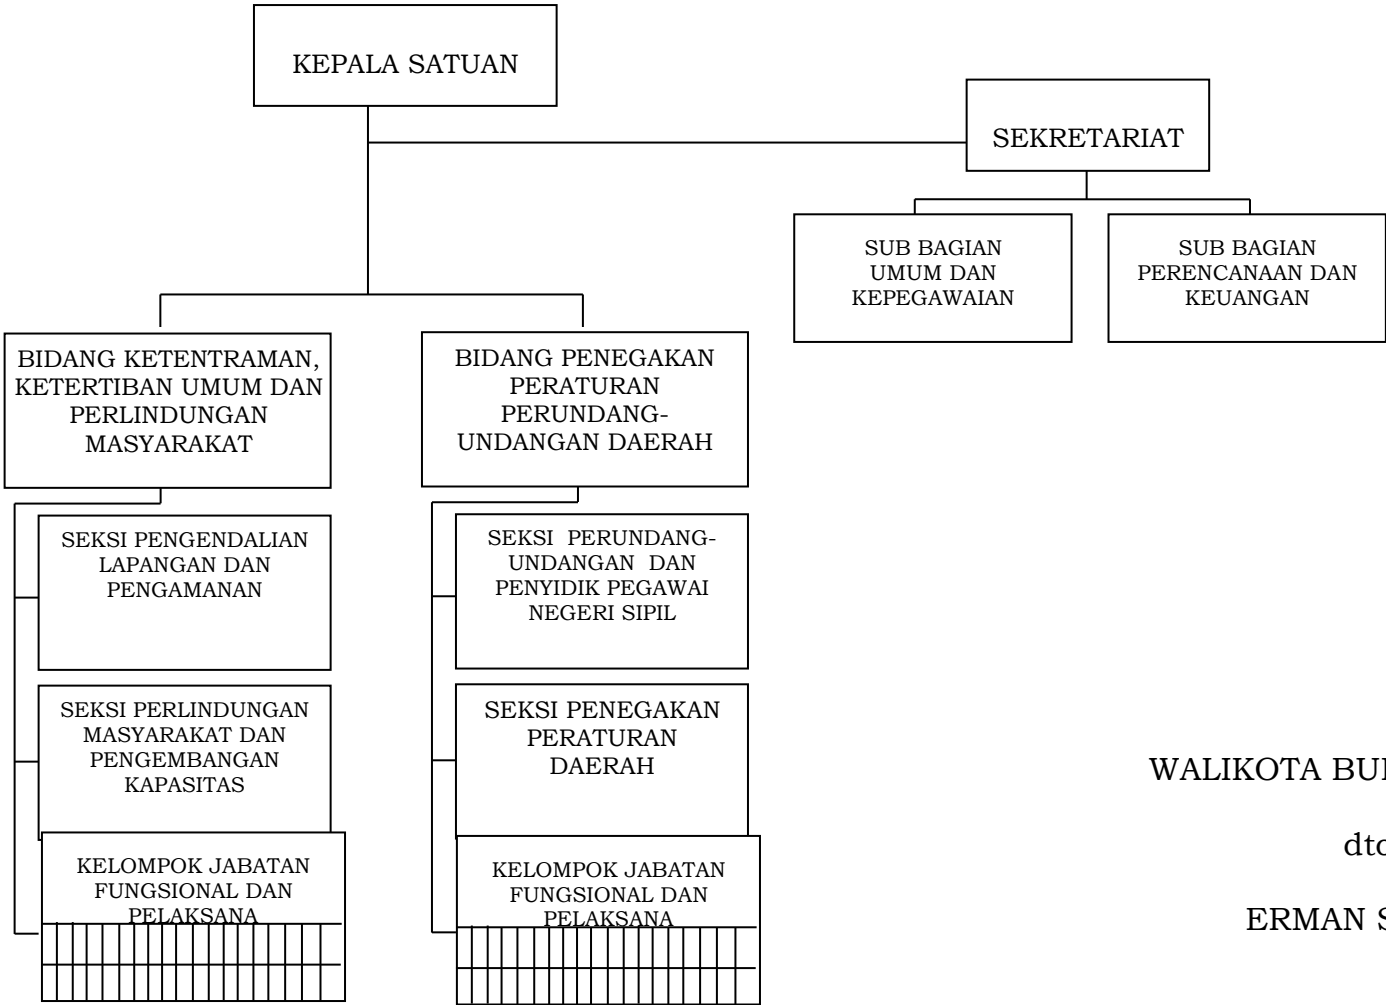 KEPALA SATUAN
SEKRETARIAT
SUB BAGIAN
UMUM DAN
KEPEGAWAIAN
SUB BAGIAN
PERENCANAAN DAN
KEUANGAN
BIDANG KETENTRAMAN,
KETERTIBAN UMUM DAN
PERLINDUNGAN
MASYARAKAT
BIDANG PENEGAKAN
PERATURAN
PERUNDANG-
UNDANGAN DAERAH
SEKSI PENGENDALIAN
LAPANGAN DAN
PENGAMANAN
SEKSI PERUNDANG-
UNDANGAN DAN
PENYIDIK PEGAWAI
NEGERI SIPIL
SEKSI PERLINDUNGAN
MASYARAKAT DAN
PENGEMBANGAN
KAPASITAS
SEKSI PENEGAKAN
PERATURAN
DAERAH
KELOMPOK JABATAN
FUNGSIONAL DAN
PELAKSANA
KELOMPOK JABATAN
FUNGSIONAL DAN
PELAKSANA
WALIKOTA
dto
ERMAN